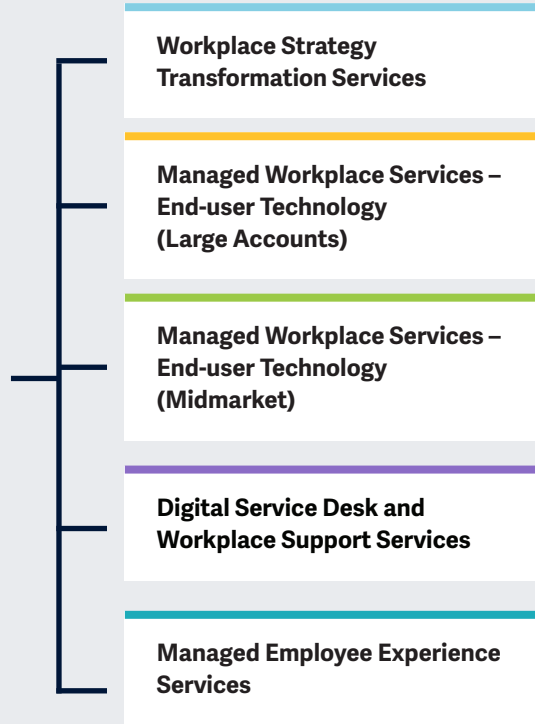 Workplace Strategy
Transformation Services
Managed Workplace Services –
End-user Technology
(Large Accounts)
Managed Workplace Services –
End-user Technology
(Midmarket)
Digital Service Desk and
Workplace Support Services
Managed Employee Experience
Services